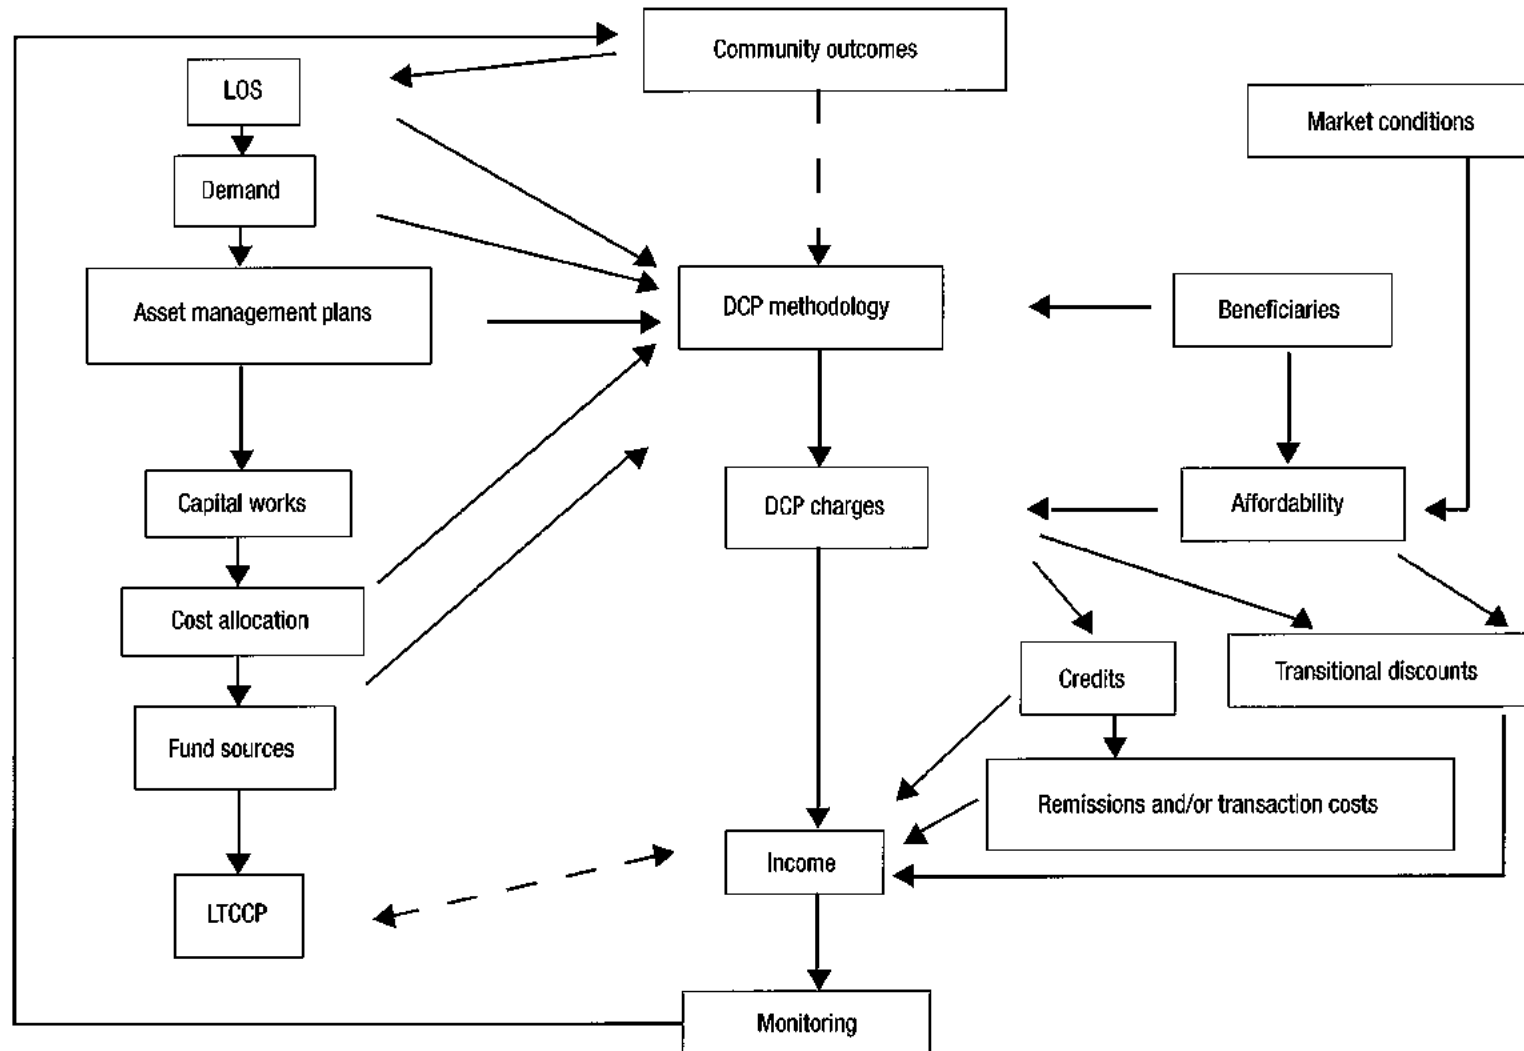 Community outcomes
LOS
Market conditions
Demand
Asset management plans
DCP methodology
Beneficiaries
Capital works
DCP charges
Affordability
Cost allocation
Credits
Transitional discounts
Fund sources
Remissions and/or transaction costs
Income
LTCCP
Monitoring